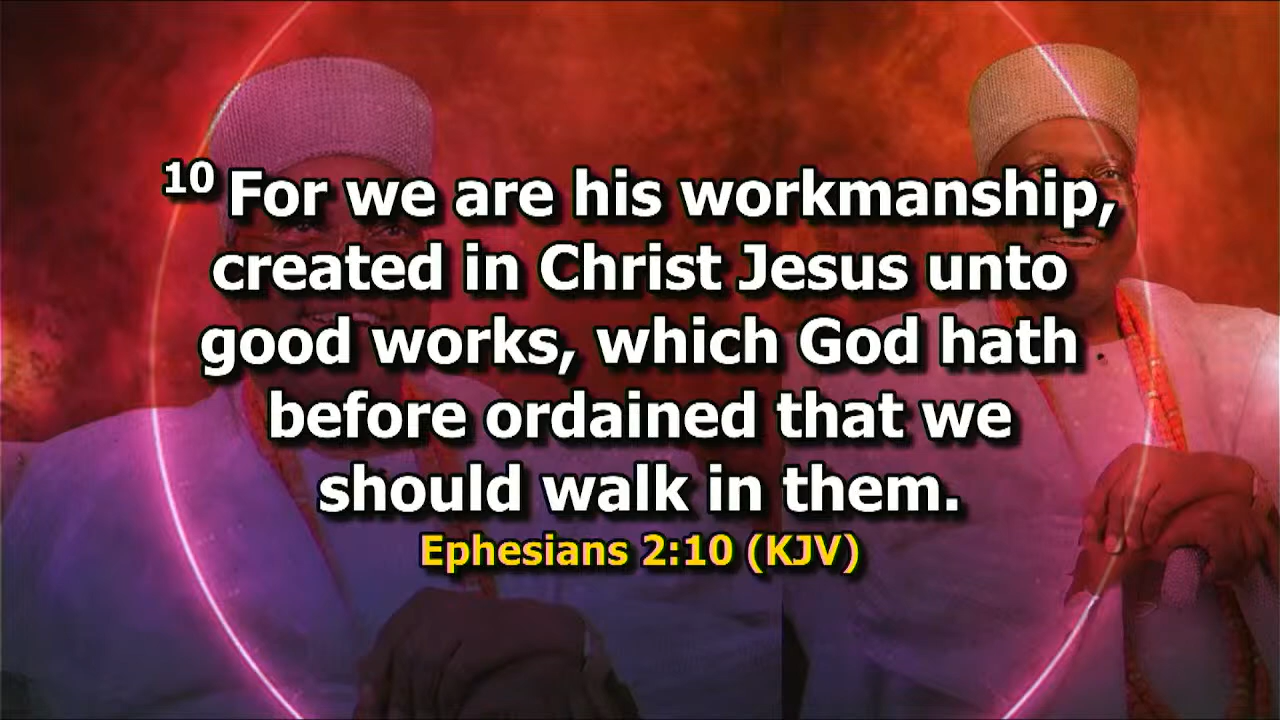 10 For we are his workmanship,
created in Christ Jesus unto
good works, which God hath
before ordained that we
should walk in them.
Ephesians 2:10 (KJV)